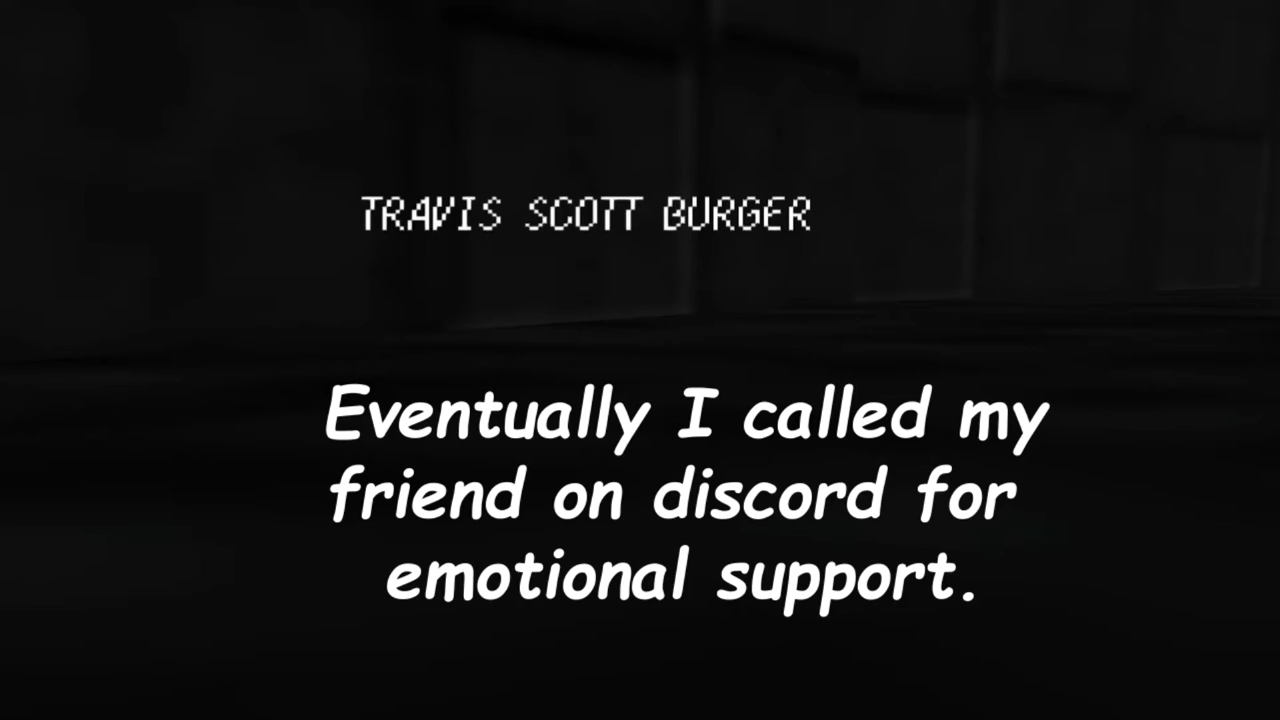 TRAVIS SCOTT BURGER
Eventually I called my
friend on discord for
emotional support.